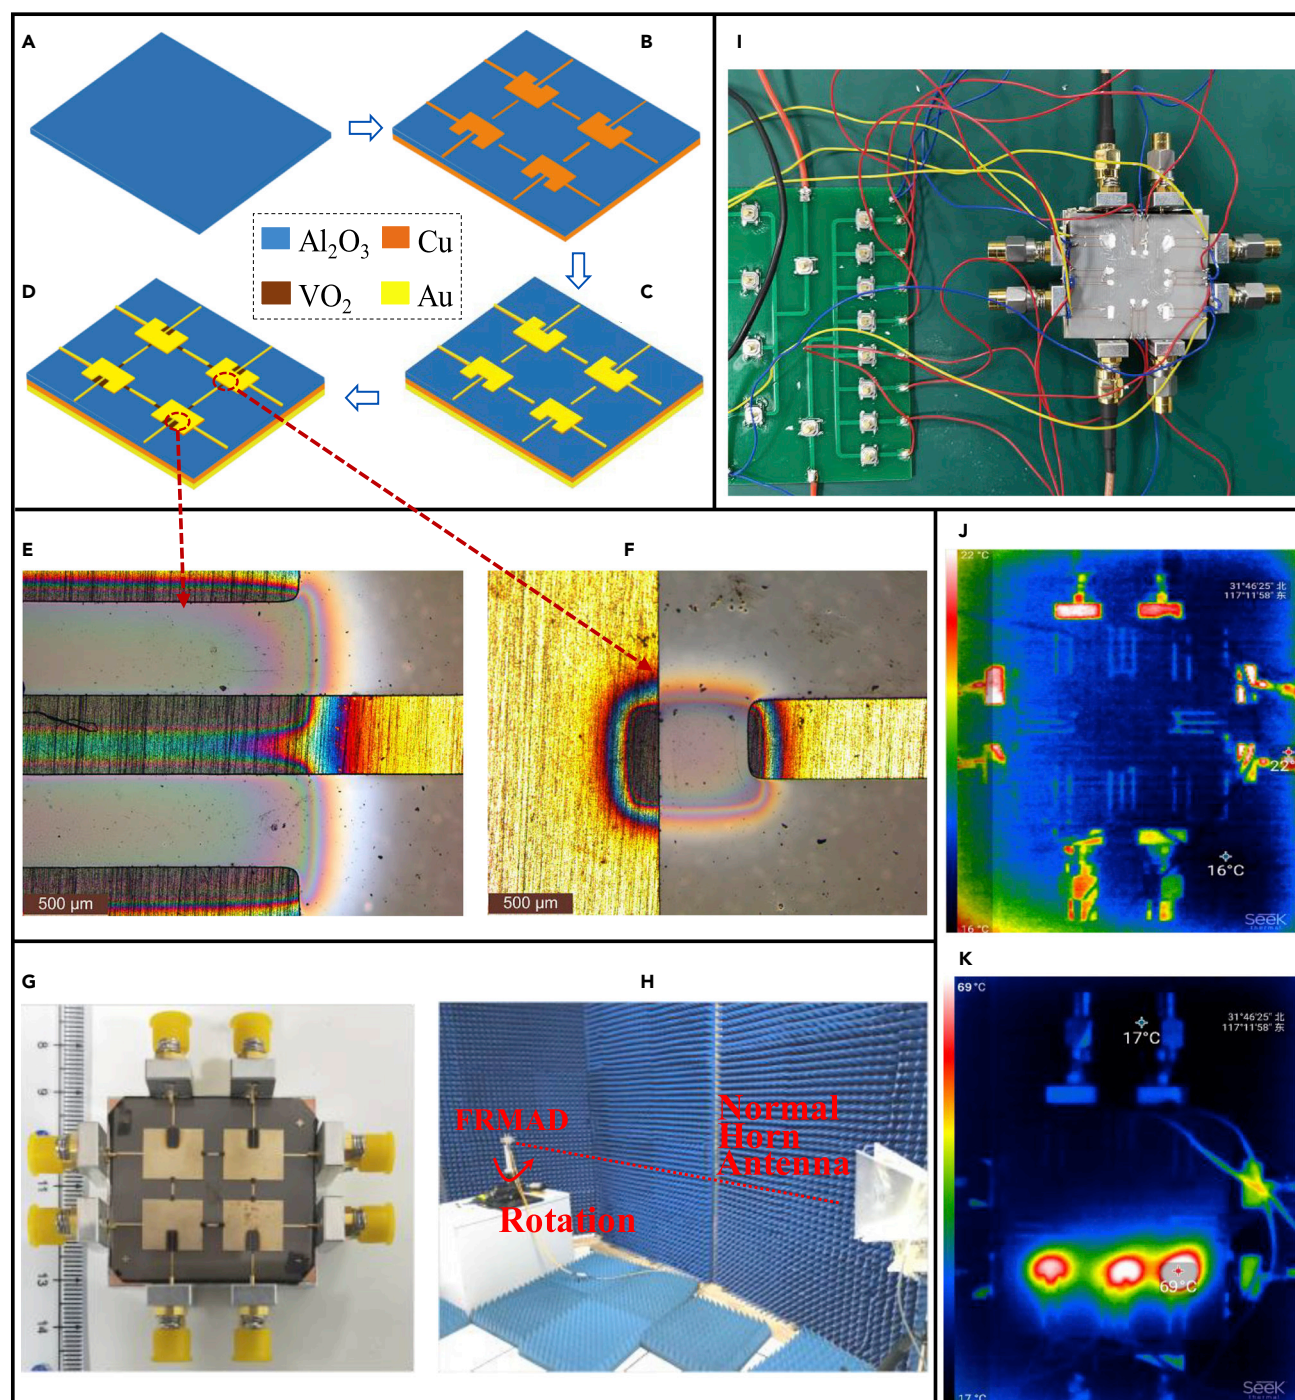 A
B
I
Al₂O₃
Cu
VO₂
Au
D
C
E
F
500 µm
500 µm
J
22 °C
31°46'25" 北
117°11'58" 东
22°
16°C
16°C
Seek
thermal
G
H
8
9
11
13
14
FRMAD
Rotation
Normal
Horn
Antenna
K
69 °C
31°46'25" 北
117°11'58" 东
17°C
69°C
17°C
Seek
thermal